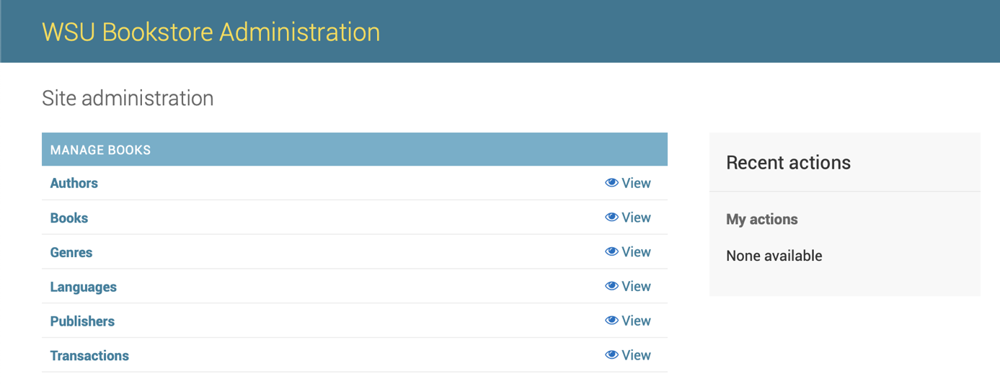 WSU Bookstore Administration
Site administration
MANAGE BOOKS
Authors View
Books View
Genres View
Languages View
Publishers View
Transactions View
Recent actions
My actions
None available